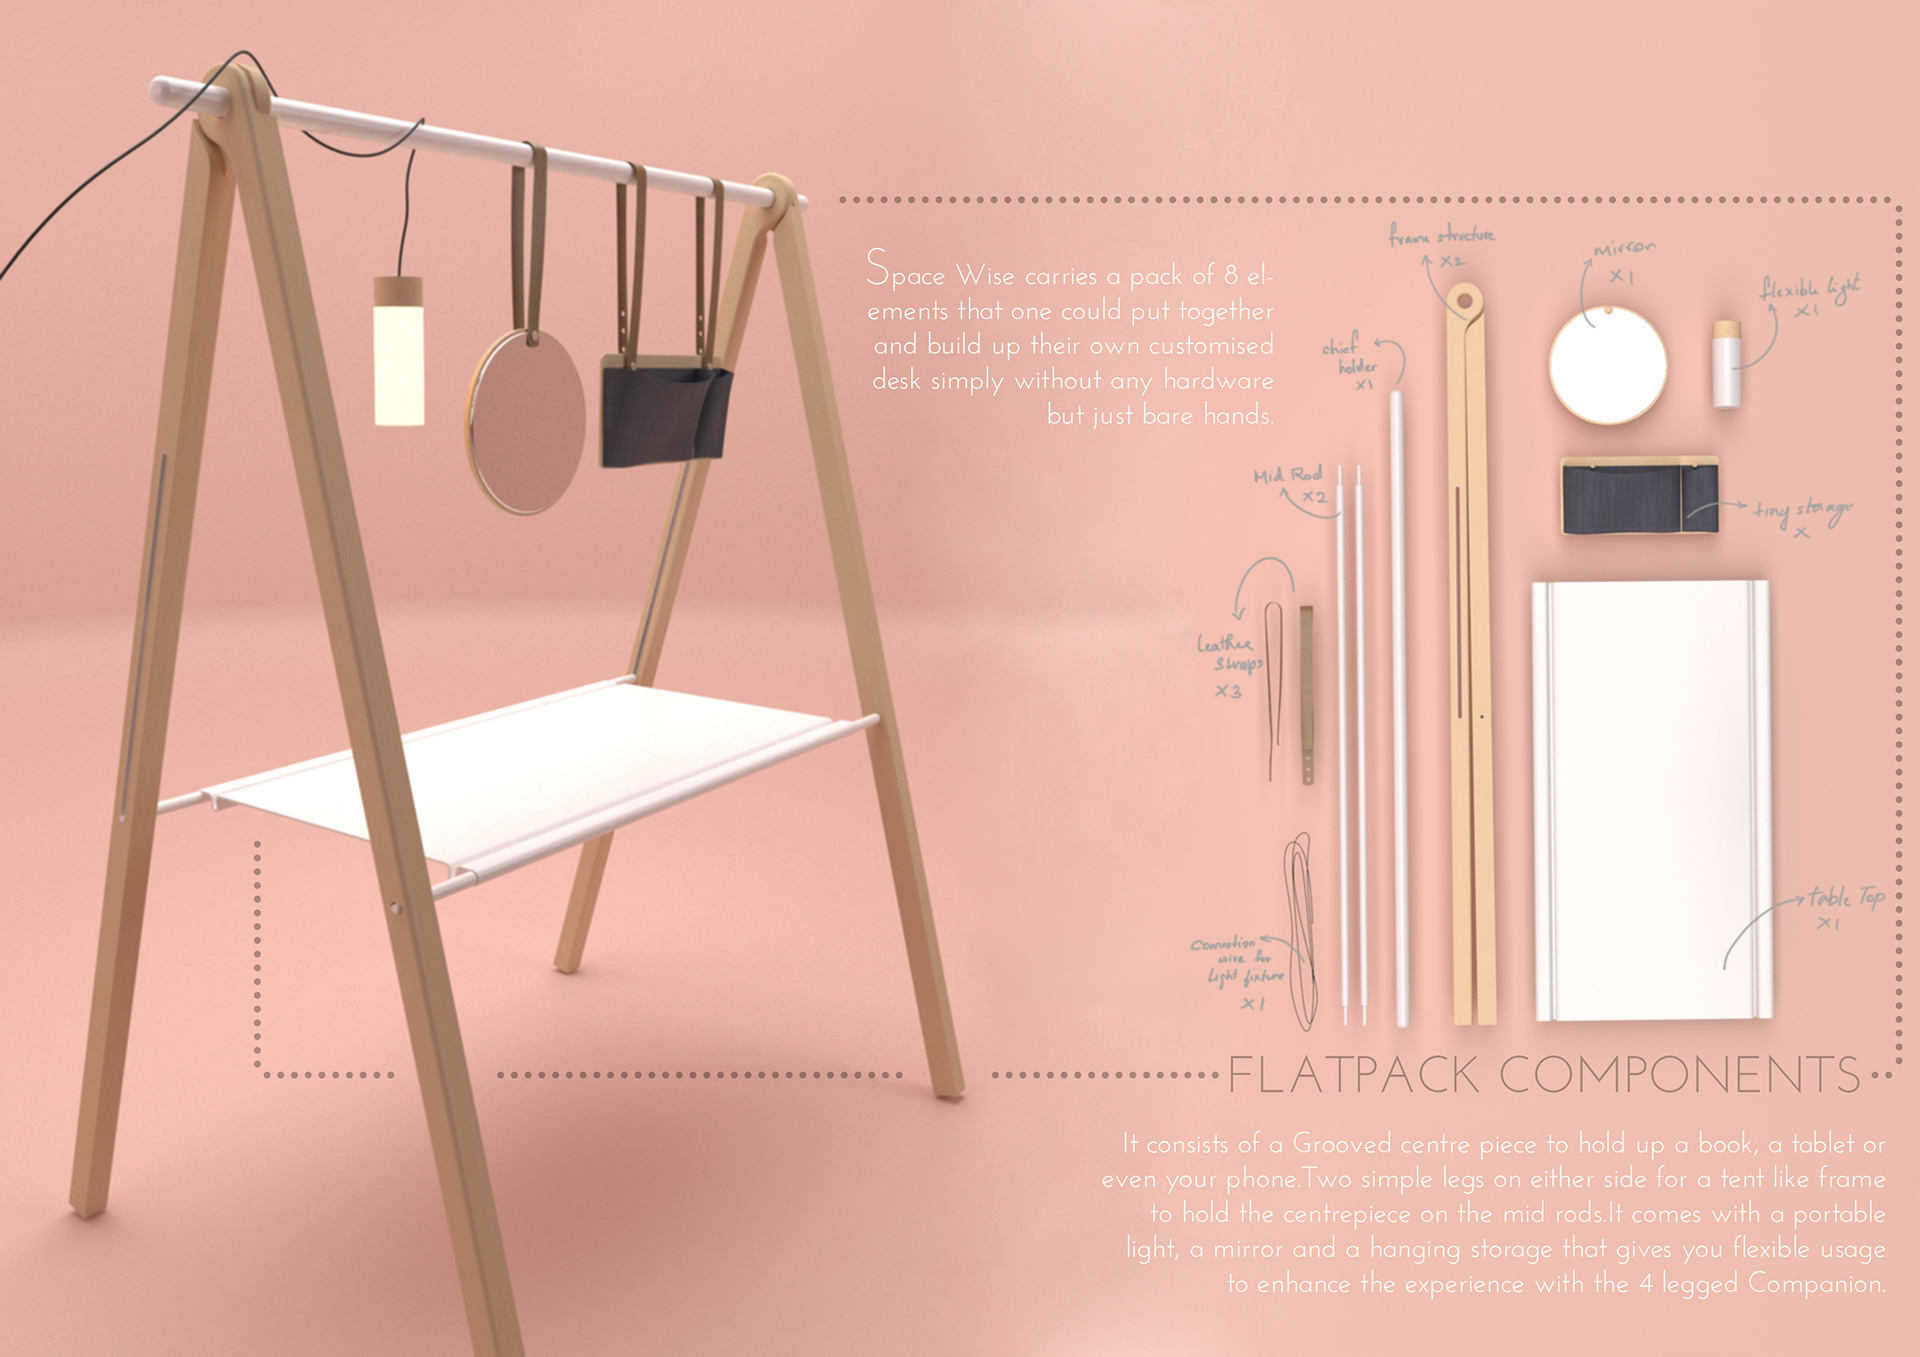 Space Wise carries a pack of 8 el-
ements that one could put together
and build up their own customised
desk simply without any hardware
but just bare hands.
frame structure
x2
mirror
x1
flexible light
x1
chief
holder
x1
Mid Rod
x2
tiny storage
x
Leather
straps
x3
table Top
x1
Connection
wire for
Light fixture
x1
FLATPACK COMPONENTS
It consists of a Grooved centre piece to hold up a book, a tablet or
even your phone.Two simple legs on either side for a tent like frame
to hold the centrepiece on the mid rods.It comes with a portable
light, a mirror and a hanging storage that gives you flexible usage
to enhance the experience with the 4 legged Companion.